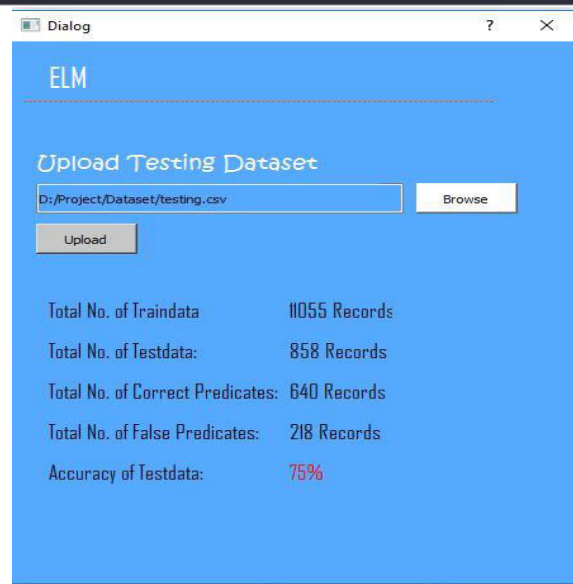 Dialog ? ×
ELM
Upload Testing Dataset
D:/Project/Dataset/testing.csv Browse
Upload
Total No. of Traindata 11055 Records
Total No. of Testdata: 858 Records
Total No. of Correct Predicates: 640 Records
Total No. of False Predicates: 218 Records
Accuracy of Testdata: 75%